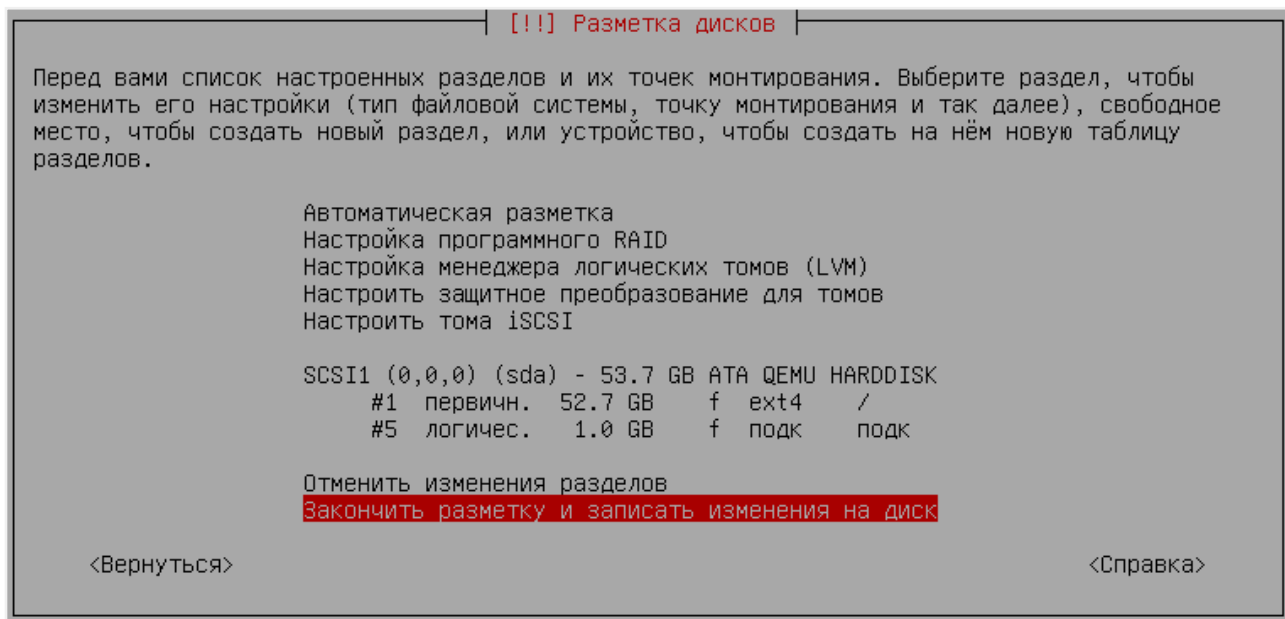 [!!] Разметка дисков
Перед вами список настроенных разделов и их точек монтирования. Выберите раздел, чтобы
изменить его настройки (тип файловой системы, точку монтирования и так далее), свободное
место, чтобы создать новый раздел, или устройство, чтобы создать на нём новую таблицу
разделов.
Автоматическая разметка
Настройка программного RAID
Настройка менеджера логических томов (LVM)
Настроить защитное преобразование для томов
Настроить тома iSCSI
SCSI1 (0,0,0) (sda) - 53.7 GB ATA QEMU HARDDISK
#1 первичн. 52.7 GB f ext4 /
#5 логичес. 1.0 GB f подк подк
Отменить изменения разделов
Закончить разметку и записать изменения на диск
<Вернуться> <Справка>